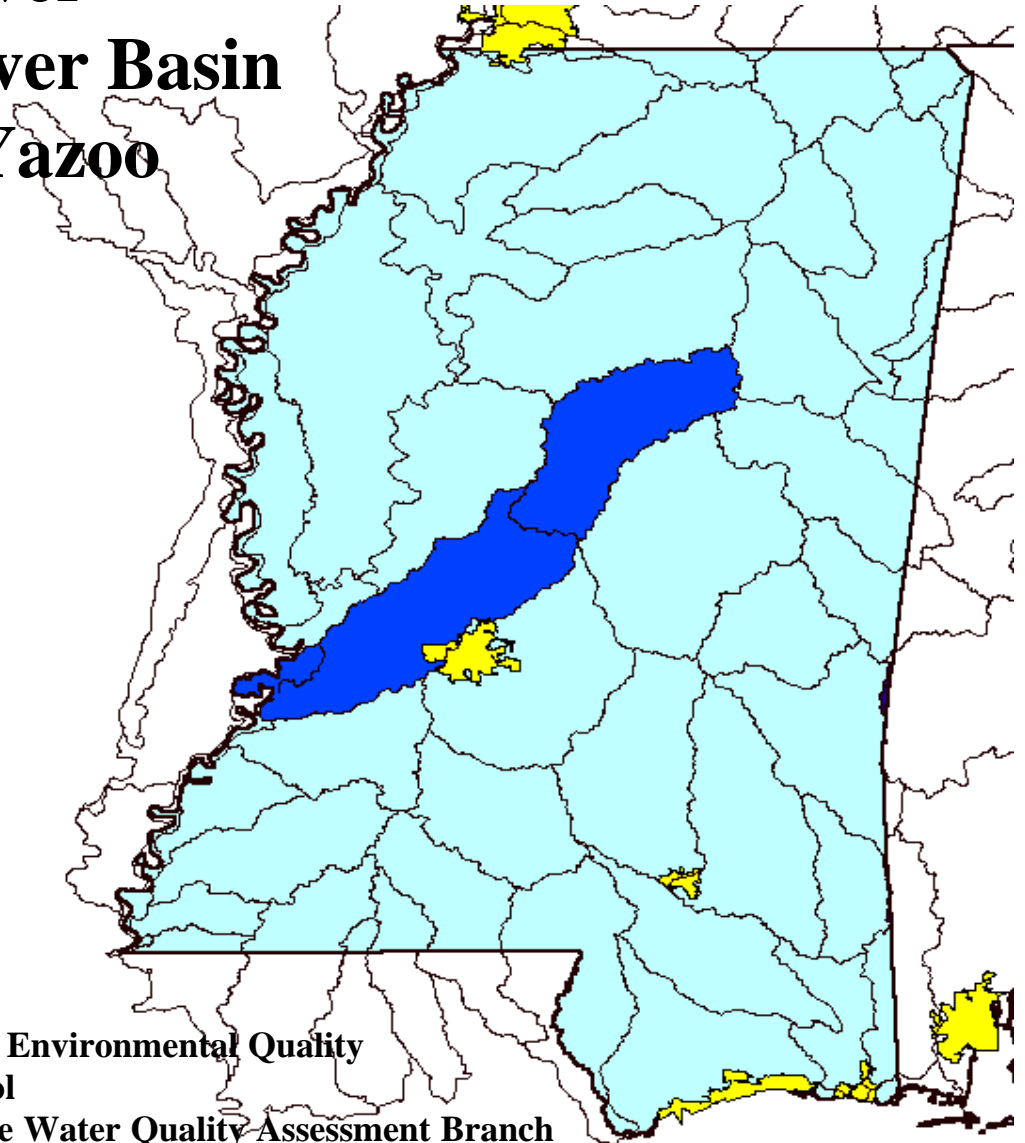 ver Basin
Yazoo
Environmental Quality
ol
e Water Quality Assessment Branch